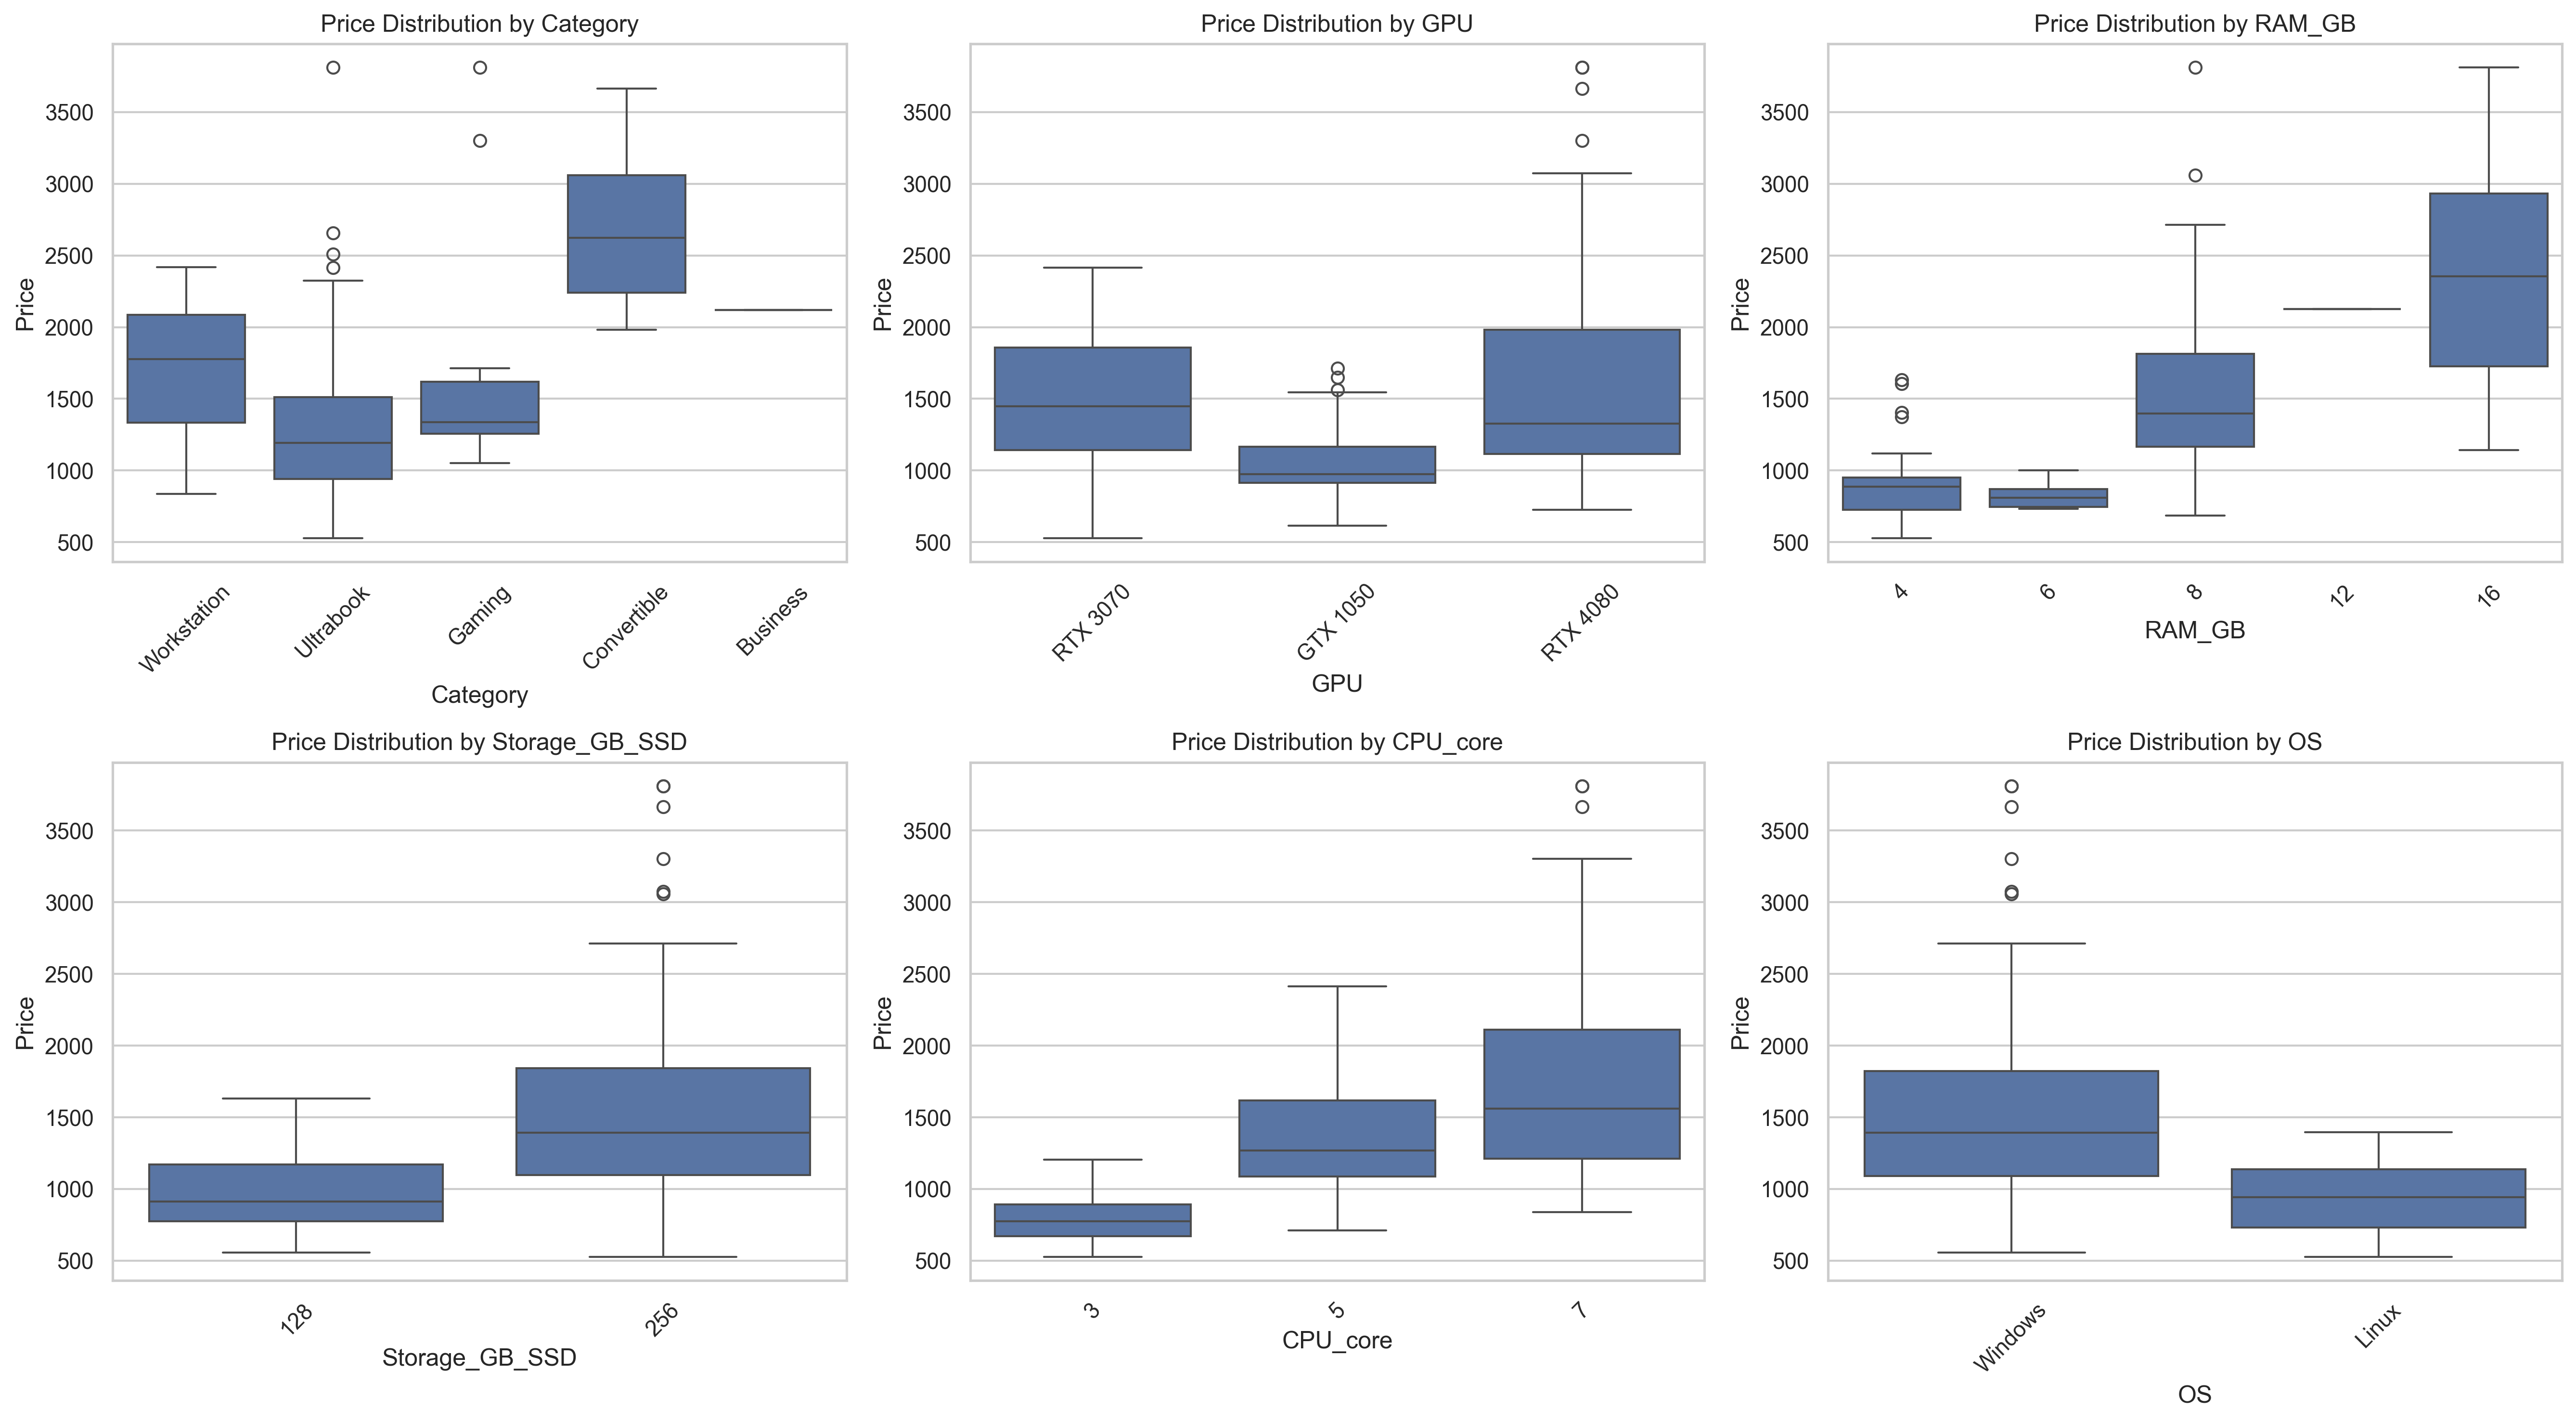 Price Distribution by Category
Price
3500
3000
2500
2000
1500
1000
500
Workstation
Ultrabook
Gaming
Convertible
Business
Category
Price Distribution by GPU
Price
3500
3000
2500
2000
1500
1000
500
RTX 3070
GTX 1050
RTX 4080
GPU
Price Distribution by RAM_GB
Price
3500
3000
2500
2000
1500
1000
500
4
6
8
12
16
RAM_GB
Price Distribution by Storage_GB_SSD
Price
3500
3000
2500
2000
1500
1000
500
128
256
Storage_GB_SSD
Price Distribution by CPU_core
Price
3500
3000
2500
2000
1500
1000
500
3
5
7
CPU_core
Price Distribution by OS
Price
3500
3000
2500
2000
1500
1000
500
Windows
Linux
OS